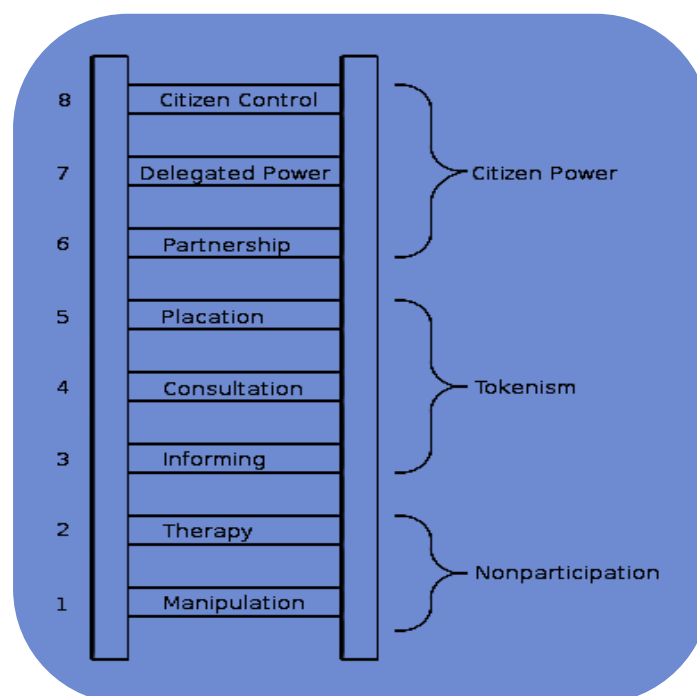 8 Citizen Control
7 Delegated Power Citizen Power
6 Partnership
5 Placation
4 Consultation Tokenism
3 Informing
2 Therapy
Nonparticipation
1 Manipulation